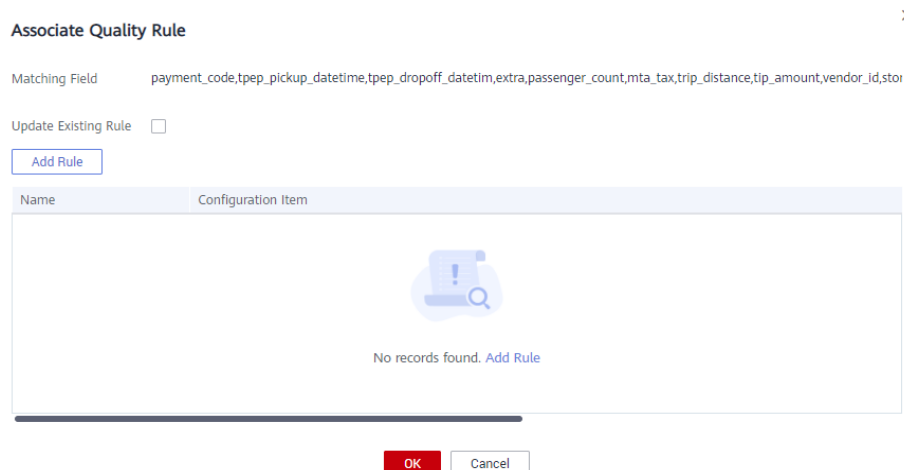 Associate Quality Rule
Matching Field payment_code,tpep_pickup_datetime,tpep_dropoff_datetim,extra,passenger_count,mta_tax,trip_distance,tip_amount,vendor_id,stor
Update Existing Rule
Add Rule
Name Configuration Item
No records found. Add Rule
OK Cancel